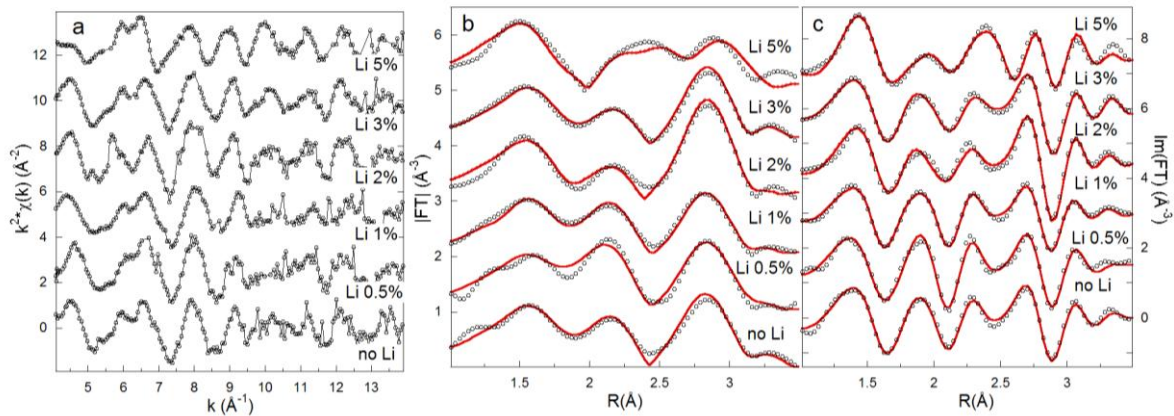 a
12
10
8
6
4
2
0
k²*χ(k) (Å⁻²)
Li 5%
Li 3%
Li 2%
Li 1%
Li 0.5%
no Li
5 6 7 8 9 10 11 12 13
k (Å⁻¹)
b
6
5
4
3
2
1
|FT| (Å⁻³)
Li 5%
Li 3%
Li 2%
Li 1%
Li 0.5%
no Li
1.5 2 2.5 3
R(Å)
c
Li 5%
Li 3%
Li 2%
Li 1%
Li 0.5%
no Li
8
6
4
2
0
Im(FT) (Å⁻³)
1.5 2 2.5 3
R(Å)